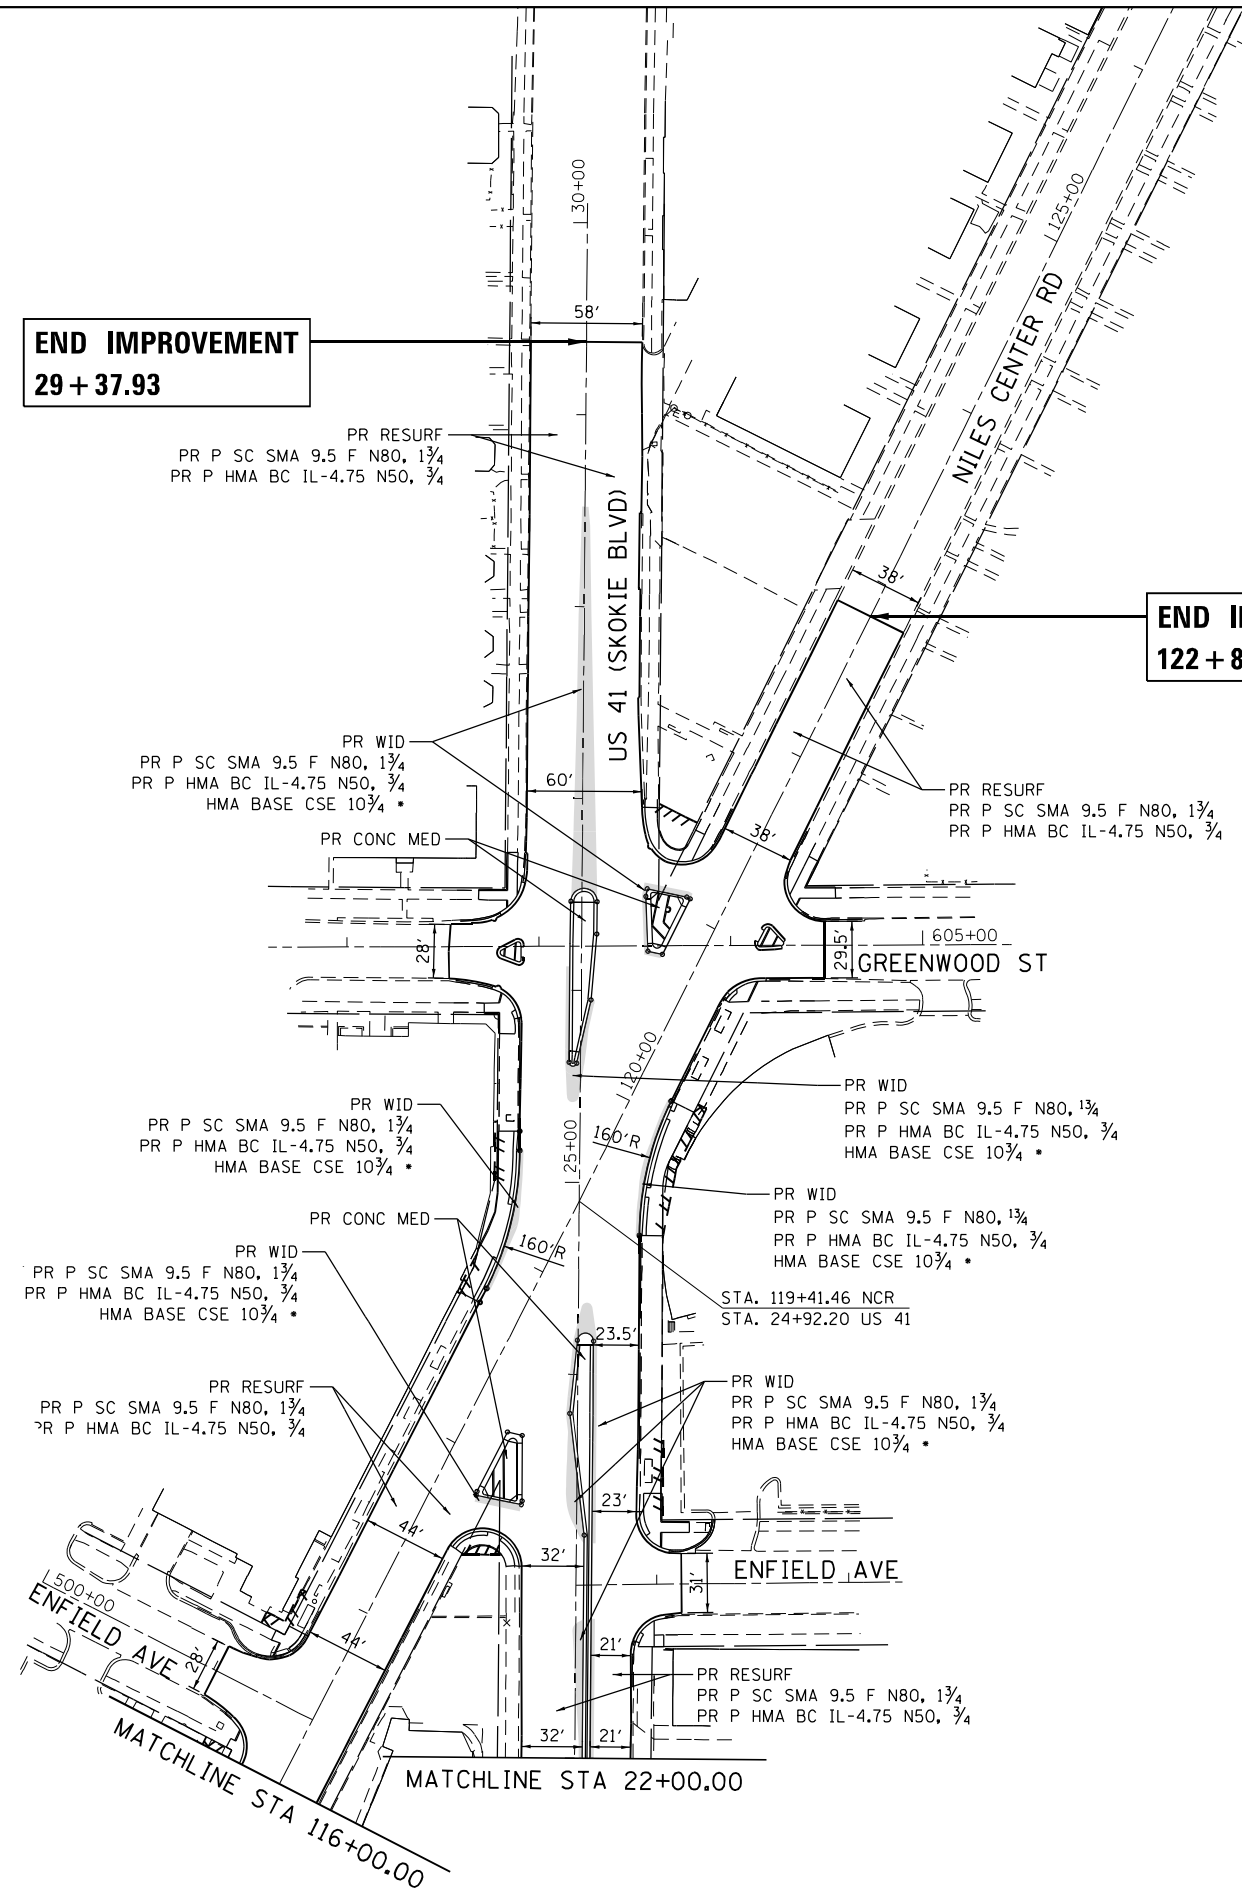 30+00
125+00
58'
END IMPROVEMENT
29+37.93
NILES CENTER RD
PR RESURF
PR P SC SMA 9.5 F N80, 1¾
PR P HMA BC IL-4.75 N50, ¾
US 41 (SKOKIE BLVD)
38'
END
122+8
PR WID
PR P SC SMA 9.5 F N80, 1¾
PR P HMA BC IL-4.75 N50, ¾
HMA BASE CSE 10¾ *
60'
PR RESURF
PR P SC SMA 9.5 F N80, 1¾
PR P HMA BC IL-4.75 N50, ¾
PR CONC MED
38'
28'
29.5'
605+00
GREENWOOD ST
120+00
PR WID
PR P SC SMA 9.5 F N80, 1¾
PR P HMA BC IL-4.75 N50, ¾
HMA BASE CSE 10¾ *
PR WID
PR P SC SMA 9.5 F N80, 1¾
PR P HMA BC IL-4.75 N50, ¾
HMA BASE CSE 10¾ *
160'R
25+00
PR WID
PR P SC SMA 9.5 F N80, 1¾
PR P HMA BC IL-4.75 N50, ¾
HMA BASE CSE 10¾ *
PR CONC MED
160'R
PR WID
PR P SC SMA 9.5 F N80, 1¾
PR P HMA BC IL-4.75 N50, ¾
HMA BASE CSE 10¾ *
STA. 119+41.46 NCR
STA. 24+92.20 US 41
23.5'
PR RESURF
PR P SC SMA 9.5 F N80, 1¾
PR P HMA BC IL-4.75 N50, ¾
PR WID
PR P SC SMA 9.5 F N80, 1¾
PR P HMA BC IL-4.75 N50, ¾
HMA BASE CSE 10¾ *
23'
44'
32'
ENFIELD AVE
31'
500+00
ENFIELD AVE
28'
44'
21'
PR RESURF
PR P SC SMA 9.5 F N80, 1¾
PR P HMA BC IL-4.75 N50, ¾
32'
21'
MATCHLINE STA 22+00.00
MATCHLINE STA 116+00.00